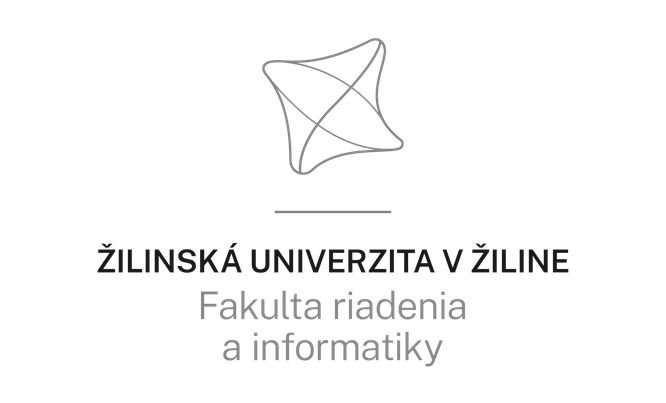 ŽILINSKÁ UNIVERZITA V ŽILINE
Fakulta riadenia
a informatiky